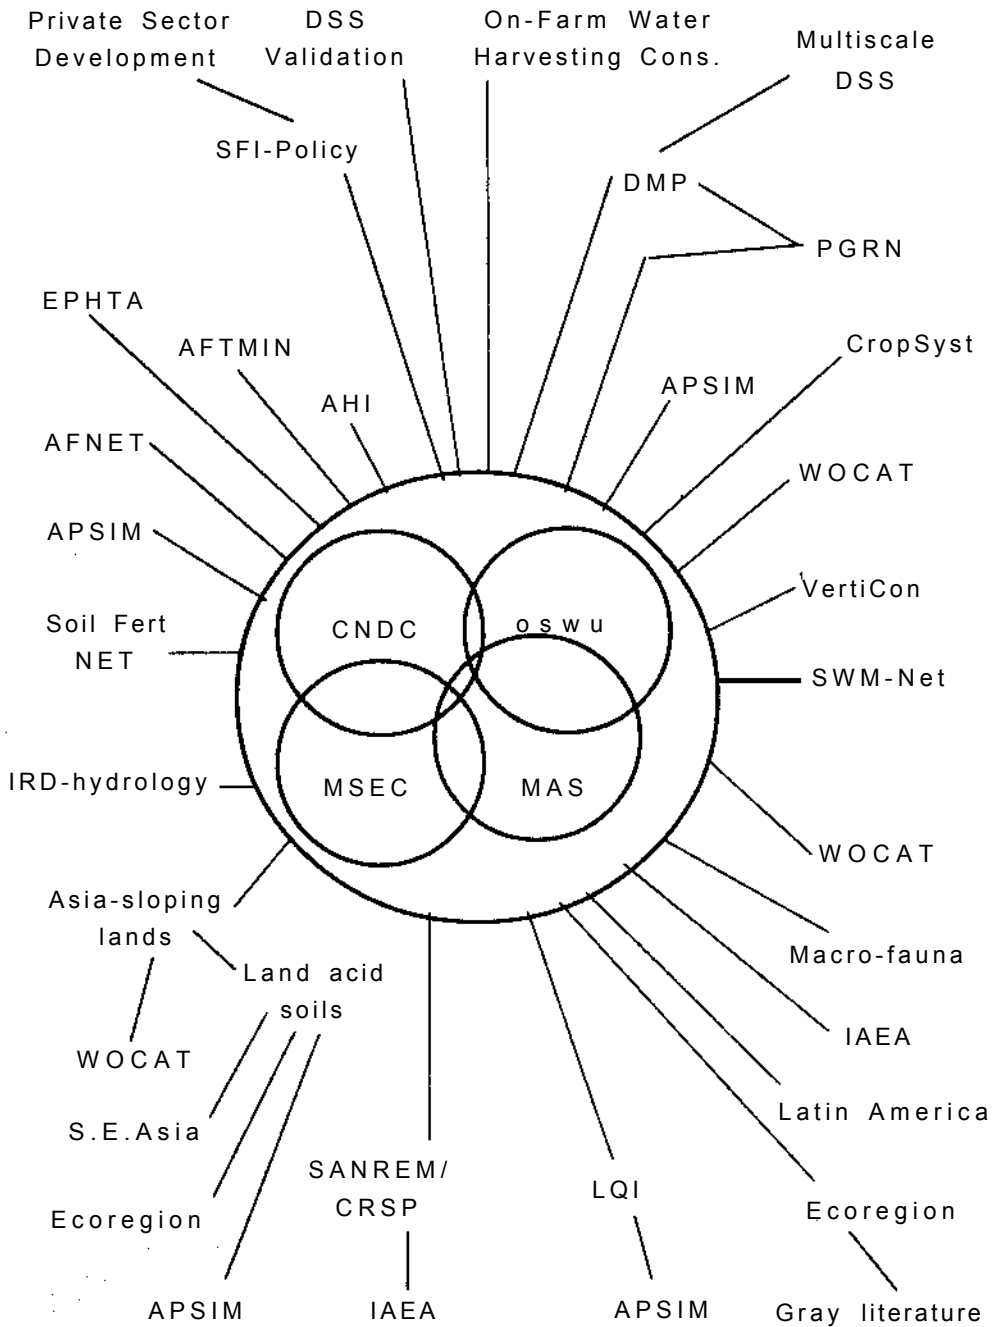 Private Sector
Development
DSS
Validation
On-Farm Water
Harvesting Cons.
Multiscale
DSS
SFI-Policy
DMP
PGRN
EPHTA
AFTMIN
CropSyst
AHI
APSIM
AFNET
WOCAT
APSIM
VertiCon
Soil Fert
NET
CNDC
oswu
SWM-Net
IRD-hydrology
MSEC
MAS
WOCAT
Asia-sloping
lands
Macro-fauna
Land acid
soils
IAEA
WOCAT
Latin America
S.E.Asia
SANREM/
CRSP
LQI
Ecoregion
Ecoregion
APSIM
IAEA
APSIM
Gray literature